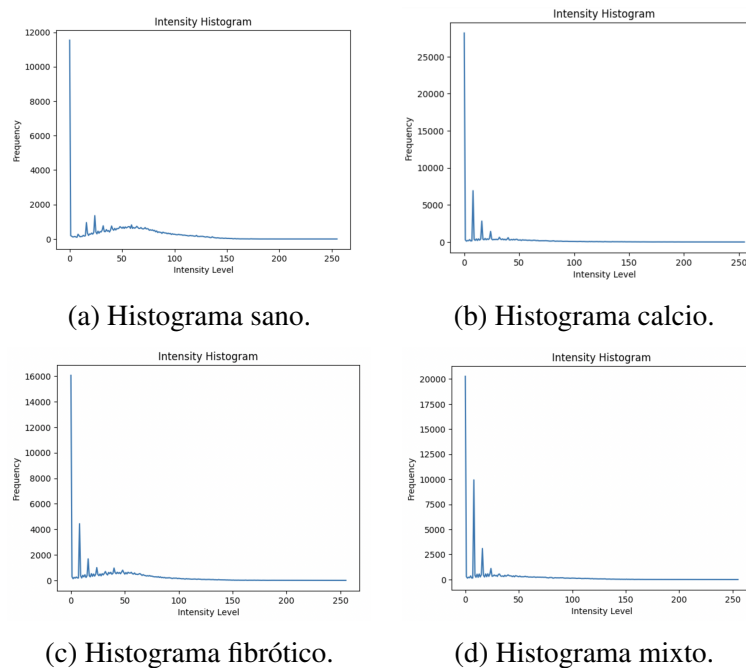 Intensity Histogram
12000
10000
8000
6000
4000
2000
0
Frequency
0 50 100 150 200 250
Intensity Level
(a) Histograma sano.
Intensity Histogram
25000
20000
15000
10000
5000
0
Frequency
0 50 100 150 200 250
Intensity Level
(b) Histograma calcio.
Intensity Histogram
16000
14000
12000
10000
8000
6000
4000
2000
0
Frequency
0 50 100 150 200 250
Intensity Level
(c) Histograma fibrótico.
Intensity Histogram
20000
17500
15000
12500
10000
7500
5000
2500
0
Frequency
0 50 100 150 200 250
Intensity Level
(d) Histograma mixto.